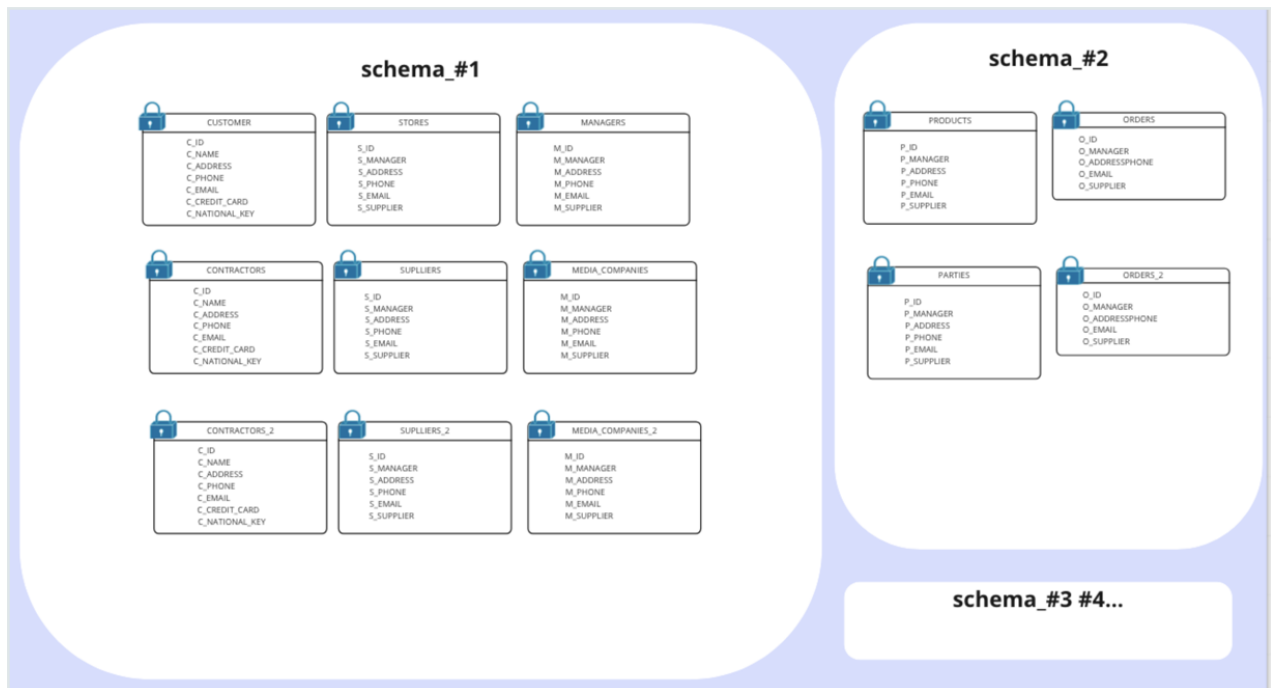 schema_#1
CUSTOMER
C_ID
C_NAME
C_ADDRESS
C_PHONE
C_EMAIL
C_CREDIT_CARD
C_NATIONAL_KEY
STORES
S_ID
S_MANAGER
S_ADDRESS
S_PHONE
S_EMAIL
S_SUPPLIER
MANAGERS
M_ID
M_MANAGER
M_ADDRESS
M_PHONE
M_EMAIL
M_SUPPLIER
CONTRACTORS
C_ID
C_NAME
C_ADDRESS
C_PHONE
C_EMAIL
C_CREDIT_CARD
C_NATIONAL_KEY
SUPLLIERS
S_ID
S_MANAGER
S_ADDRESS
S_PHONE
S_EMAIL
S_SUPPLIER
MEDIA_COMPANIES
M_ID
M_MANAGER
M_ADDRESS
M_PHONE
M_EMAIL
M_SUPPLIER
CONTRACTORS_2
C_ID
C_NAME
C_ADDRESS
C_PHONE
C_EMAIL
C_CREDIT_CARD
C_NATIONAL_KEY
SUPLLIERS_2
S_ID
S_MANAGER
S_ADDRESS
S_PHONE
S_EMAIL
S_SUPPLIER
MEDIA_COMPANIES_2
M_ID
M_MANAGER
M_ADDRESS
M_PHONE
M_EMAIL
M_SUPPLIER
schema_#2
PRODUCTS
P_ID
P_MANAGER
P_ADDRESS
P_PHONE
P_EMAIL
P_SUPPLIER
ORDERS
O_ID
O_MANAGER
O_ADDRESSPHONE
O_EMAIL
O_SUPPLIER
PARTIES
P_ID
P_MANAGER
P_ADDRESS
P_PHONE
P_EMAIL
P_SUPPLIER
ORDERS_2
O_ID
O_MANAGER
O_ADDRESSPHONE
O_EMAIL
O_SUPPLIER
schema_#3 #4...